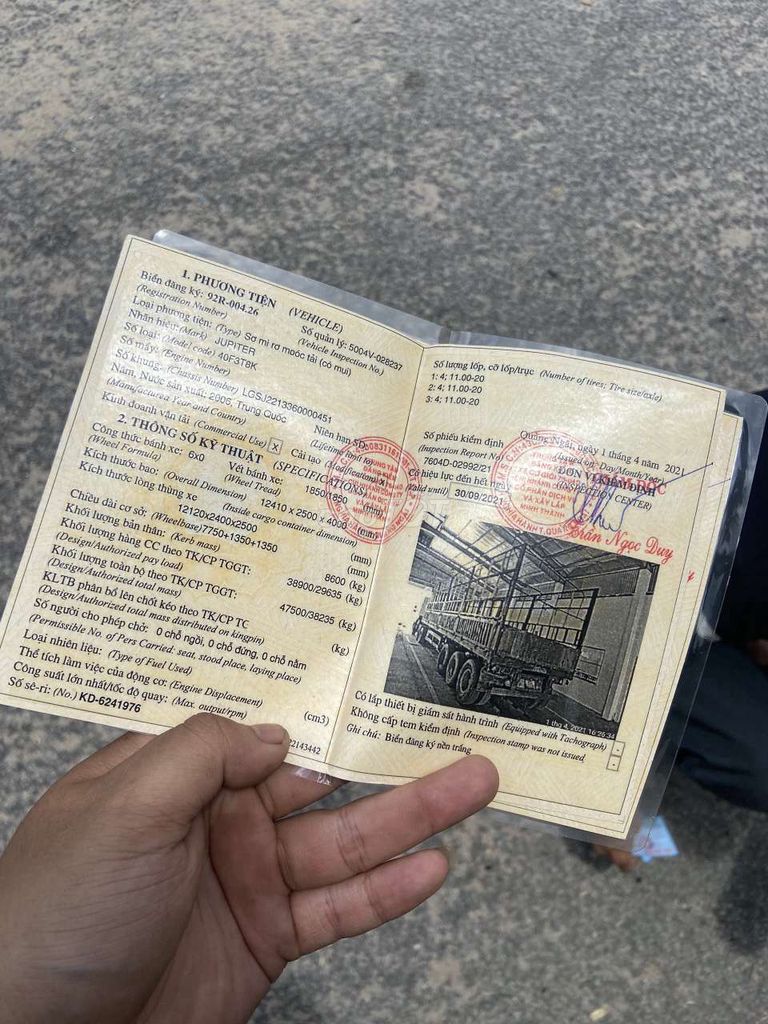 1. PHƯƠNG TIỆN (VEHICLE)
Biển đăng ký: 92R-004.26 Số quản lý: 5004V-028237
(Registration Number) (Vehicle Inspection No.)
Loại phương tiện: (Type) Sơ mi rơ moóc tải (có mui)
Nhãn hiệu: (Mark) JUPITER
Số loại: (Model code) 40F3T8K
Số máy: (Engine Number)
Số khung: (Chassis Number) LGSJ2213360000451
Năm, Nước sản xuất: 2006, Trung Quốc Niên hạn SD:
(Manufacture Year and Country) (Lifetime limit to)
Kinh doanh vận tải (Commercial Use) X Cải tạo (Modification)
2. THÔNG SỐ KỸ THUẬT (SPECIFICATIONS)
Công thức bánh xe: 6x0 Vết bánh xe: 1850/1850 (mm)
(Wheel Formula) (Wheel Tread)
Kích thước bao: (Overall Dimension) 12410 x 2500 x 4000 (mm)
Kích thước lòng thùng xe (Inside cargo container dimension)
12120x2400x2500 (mm)
Chiều dài cơ sở: (Wheelbase) 7750+1350+1350 (mm)
Khối lượng bản thân: (Kerb mass) 8600 (kg)
Khối lượng hàng CC theo TK/CP TGGT: 38900/29635 (kg)
(Design/Authorized pay load)
Khối lượng toàn bộ theo TK/CP TGGT: 47500/38235 (kg)
(Design/Authorized total mass)
KLTB phân bố lên chốt kéo theo TK/CP TG (kg)
(Design/Authorized total mass distributed on kingpin)
Số người cho phép chở: 0 chỗ ngồi, 0 chỗ đứng, 0 chỗ nằm
(Permissible No. of Pers Carried: seat, stood place, laying place)
Loại nhiên liệu: (Type of Fuel Used)
Thể tích làm việc của động cơ: (Engine Displacement) (cm3)
Công suất lớn nhất/tốc độ quay: (Max. output/rpm)
Số sê-ri: (No.) KD-6241976
22143442
Số lượng lốp, cỡ lốp/trục (Number of tires; Tire size/axle)
1: 4; 11.00-20
2: 4; 11.00-20
3: 4; 11.00-20
Số phiếu kiểm định Quảng Ngãi, ngày 1 tháng 4 năm 2021
(Inspection Report No) (Issued on: Day/Month/Year)
7604D-02992/21 ĐƠN VỊ KIỂM ĐỊNH
Có hiệu lực đến hết ngày (INSPECTION CENTER)
(Valid until) 30/09/2021
Trần Ngọc Duy
1 thg 4, 2021 16:25:34
Có lắp thiết bị giám sát hành trình (Equipped with Tachograph) -
Không cấp tem kiểm định (Inspection stamp was not issued -
Ghi chú: Biển đăng ký nền trắng